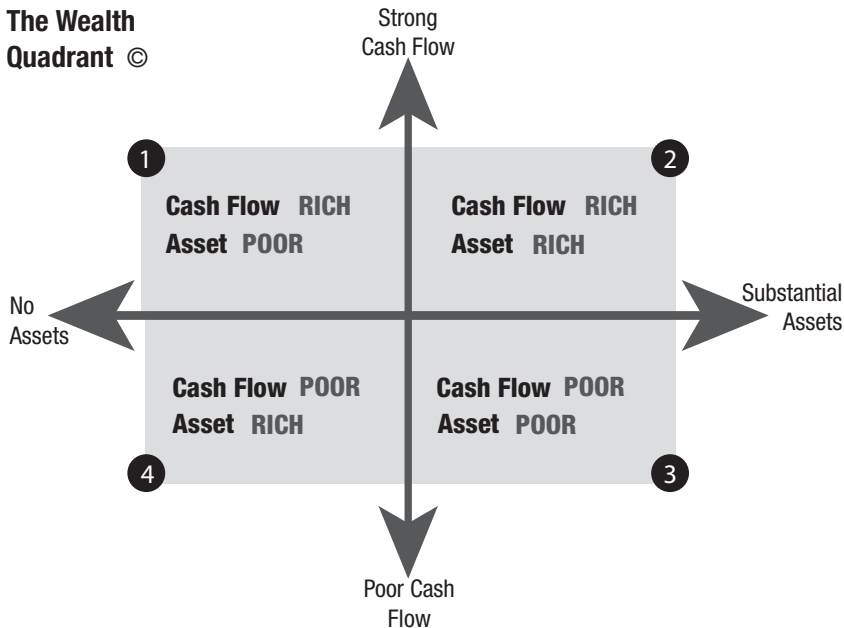 The Wealth
Quadrant ©
Strong
Cash Flow
1
2
Cash Flow RICH
Asset POOR
Cash Flow RICH
Asset RICH
No
Assets
Substantial
Assets
Cash Flow POOR
Asset RICH
Cash Flow POOR
Asset POOR
4
3
Poor Cash
Flow